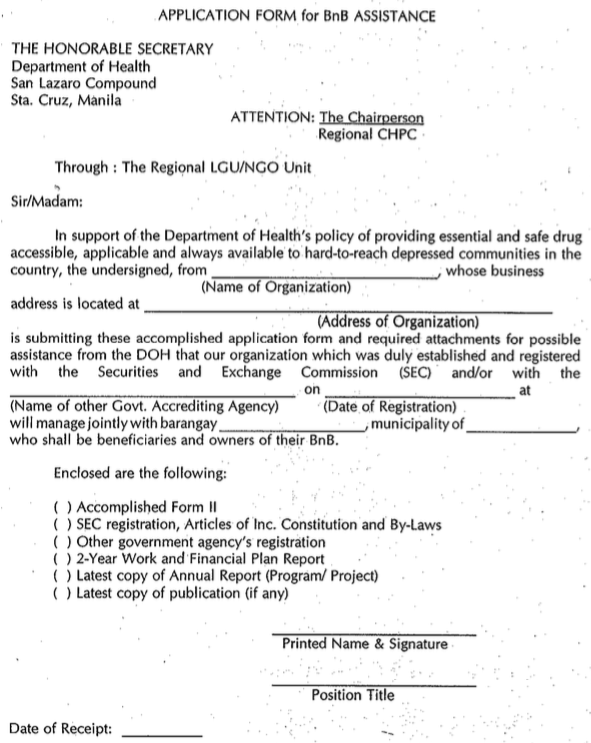 APPLICATION FORM for BnB ASSISTANCE
THE HONORABLE SECRETARY
Department of Health
San Lazaro Compound
Sta. Cruz, Manila
ATTENTION: The Chairperson
Regional CHPC
Through : The Regional LGU/NGO Unit
Sir/Madam:
In support of the Department of Health's policy of providing essential and safe drug
accessible, applicable and always available to hard-to-reach depressed communities in the
country, the undersigned, from ____________________, whose business
(Name of Organization)
address is located at ____________________
(Address of Organization)
is submitting these accomplished application form and required attachments for possible
assistance from the DOH that our organization which was duly established and registered
with the Securities and Exchange Commission (SEC) and/or with the
____________________ on ____________________ at
(Name of other Govt. Accrediting Agency) (Date of Registration)
will manage jointly with barangay ____________________, municipality of ____________________,
who shall be beneficiaries and owners of their BnB.
Enclosed are the following:
( ) Accomplished Form II
( ) SEC registration, Articles of Inc. Constitution and By-Laws
( ) Other government agency's registration
( ) 2-Year Work and Financial Plan Report
( ) Latest copy of Annual Report (Program/ Project)
( ) Latest copy of publication (if any)
Printed Name & Signature
Position Title
Date of Receipt: __________